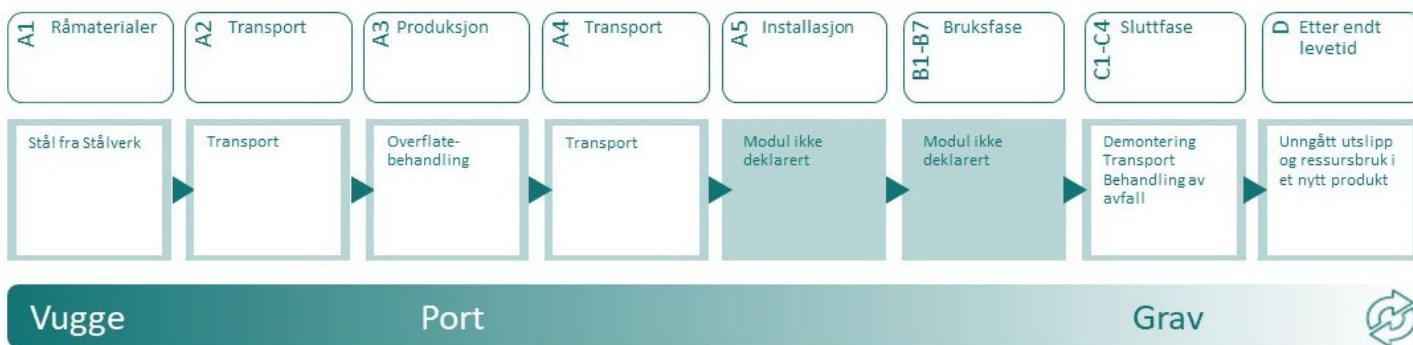 A1 Råmaterialer
A2 Transport
A3 Produksjon
A4 Transport
A5 Installasjon
B1-B7 Bruksfase
C1-C4 Sluttfase
D Etter endt
levetid
Stål fra Stålverk
Transport
Overflate-
behandling
Transport
Modul ikke
deklarert
Modul ikke
deklarert
Demontering
Transport
Behandling av
avfall
Unngått utslipp
og ressursbruk i
et nytt produkt
Vugge
Port
Grav